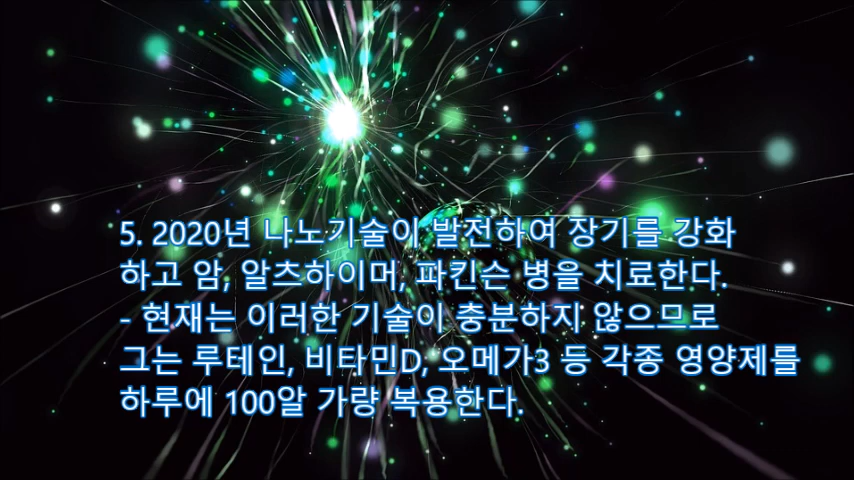 5. 2020년 나노기술이 발전하여 장기를 강화
하고 암, 알츠하이머, 파킨슨 병을 치료한다.
- 현재는 이러한 기술이 충분하지 않으므로
그는 루테인, 비타민D, 오메가3 등 각종 영양제를
하루에 100알 가량 복용한다.